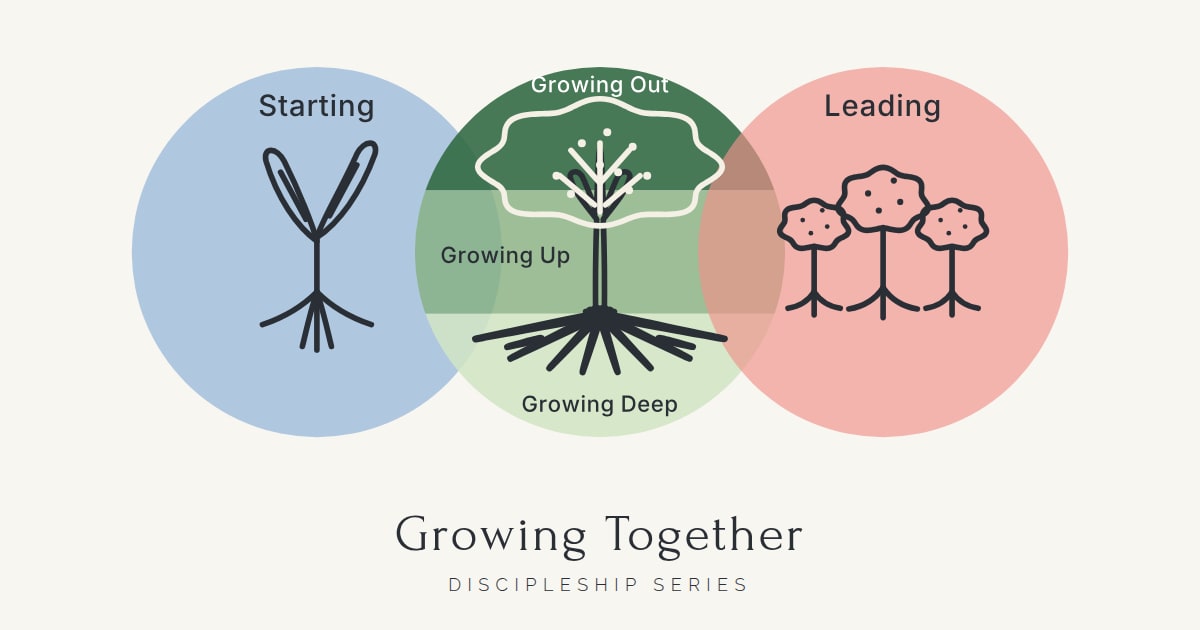 Starting
Growing Out
Growing Up
Growing Deep
Leading
Growing Together
DISCIPLESHIP SERIES